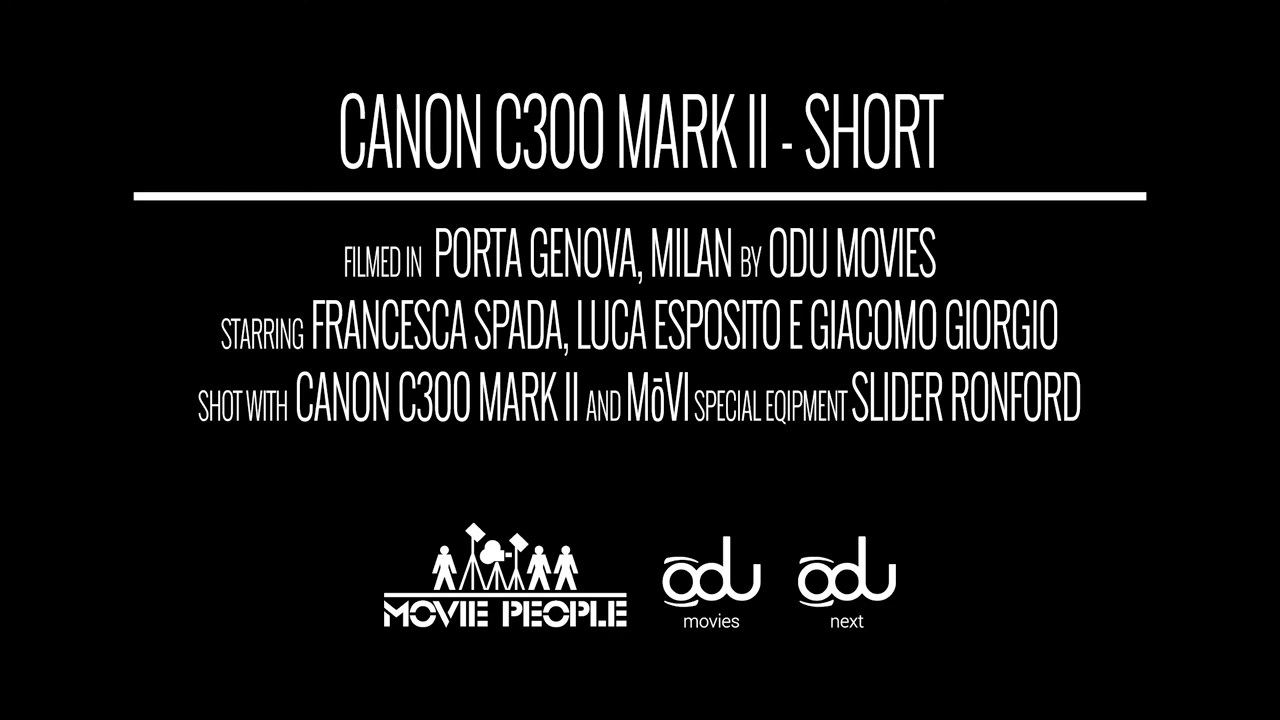 CANON C300 MARK II - SHORT
FILMED IN PORTA GENOVA, MILAN BY ODU MOVIES
STARRING FRANCESCA SPADA, LUCA ESPOSITO E GIACOMO GIORGIO
SHOT WITH CANON C300 MARK II AND MōVI SPECIAL EQIPMENT SLIDER RONFORD
MOVIE PEOPLE
odu movies
odu next